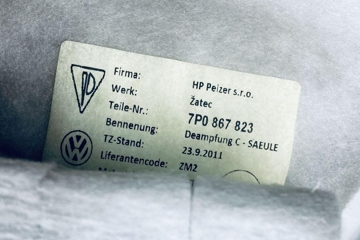 Firma: HP Pelzer s.r.o.
Werk: Žatec
Teile-Nr.: 7P0 867 823
Benennung: Deampfung C - SAEULE
TZ-Stand: 23.9.2011
Liferantencode: ZM2